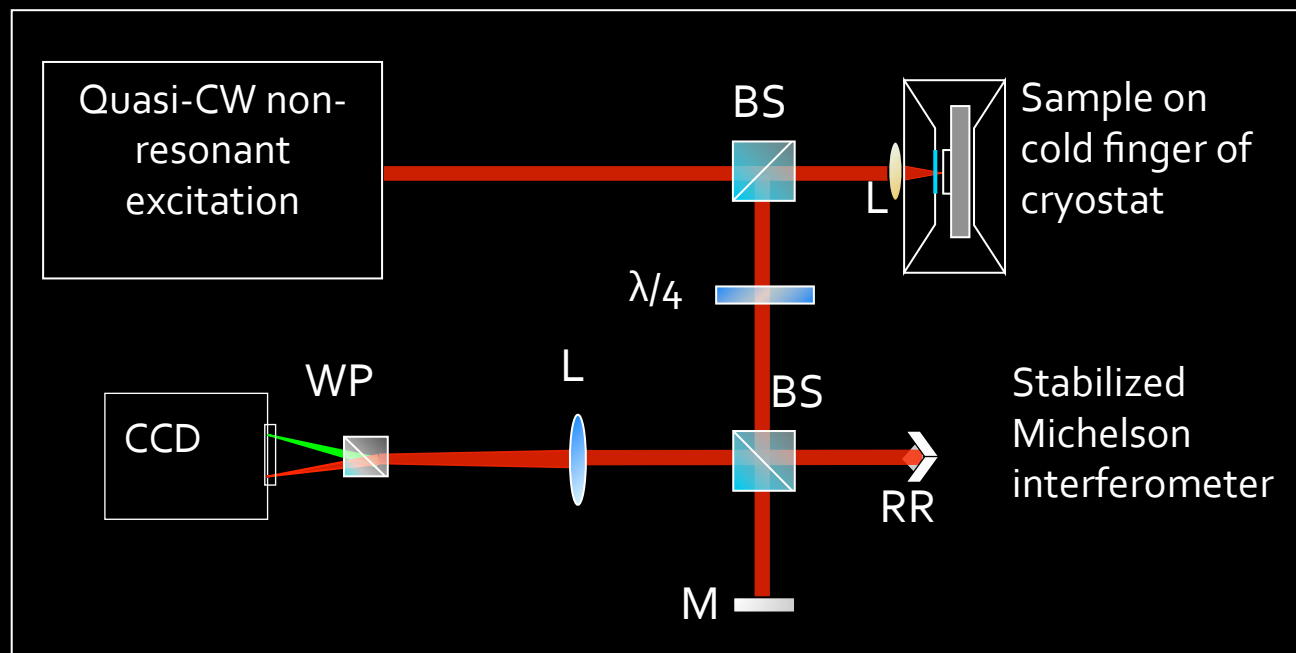 Quasi-CW non-
resonant
excitation
BS
L
Sample on
cold finger of
cryostat
λ/4
WP
L
BS
CCD
RR
Stabilized
Michelson
interferometer
M